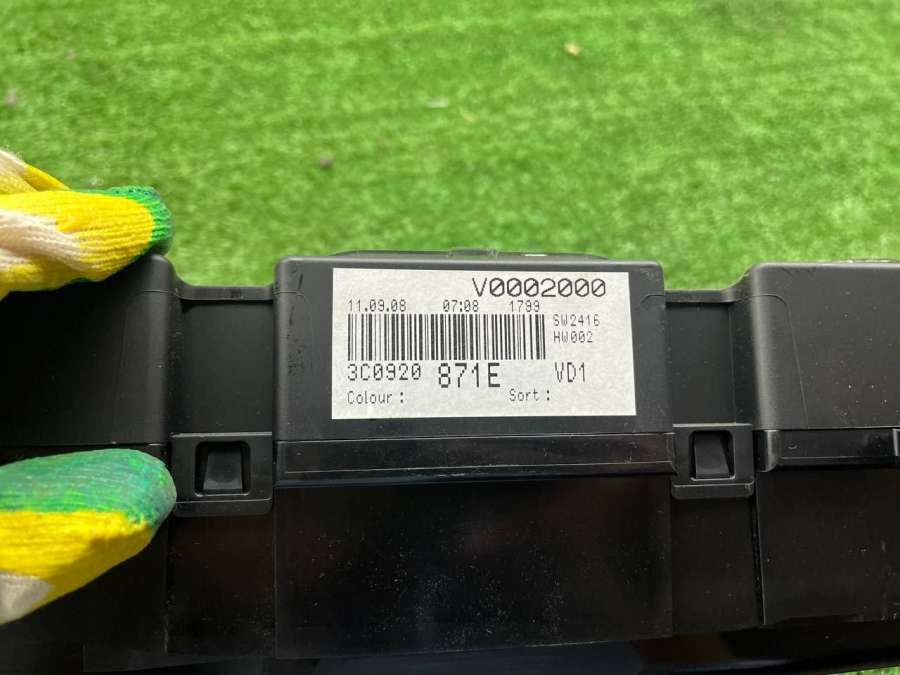 V0002000
11.09.08 07:08 1799
SW2416
HW002
3C0920 871E VD1
Colour : Sort :